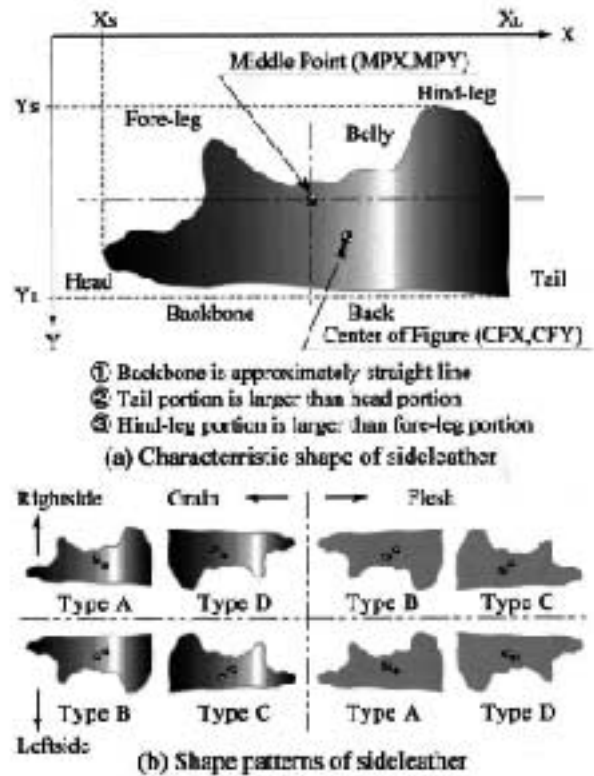 Xs XL X
Middle Point (MPX,MPY)
Ys Hind-leg
Fore-leg Belly
Head Tail
YL Backbone Back
Y Center of Figure (CFX,CFY)
① Backbone is approximately straight line
② Tail portion is larger than head portion
③ Hind-leg portion is larger than fore-leg portion
(a) Characterristic shape of sideleather
Rightside Grain Flesh
Type A Type D Type B Type C
Type B Type C Type A Type D
Leftside
(b) Shape patterns of sideleather